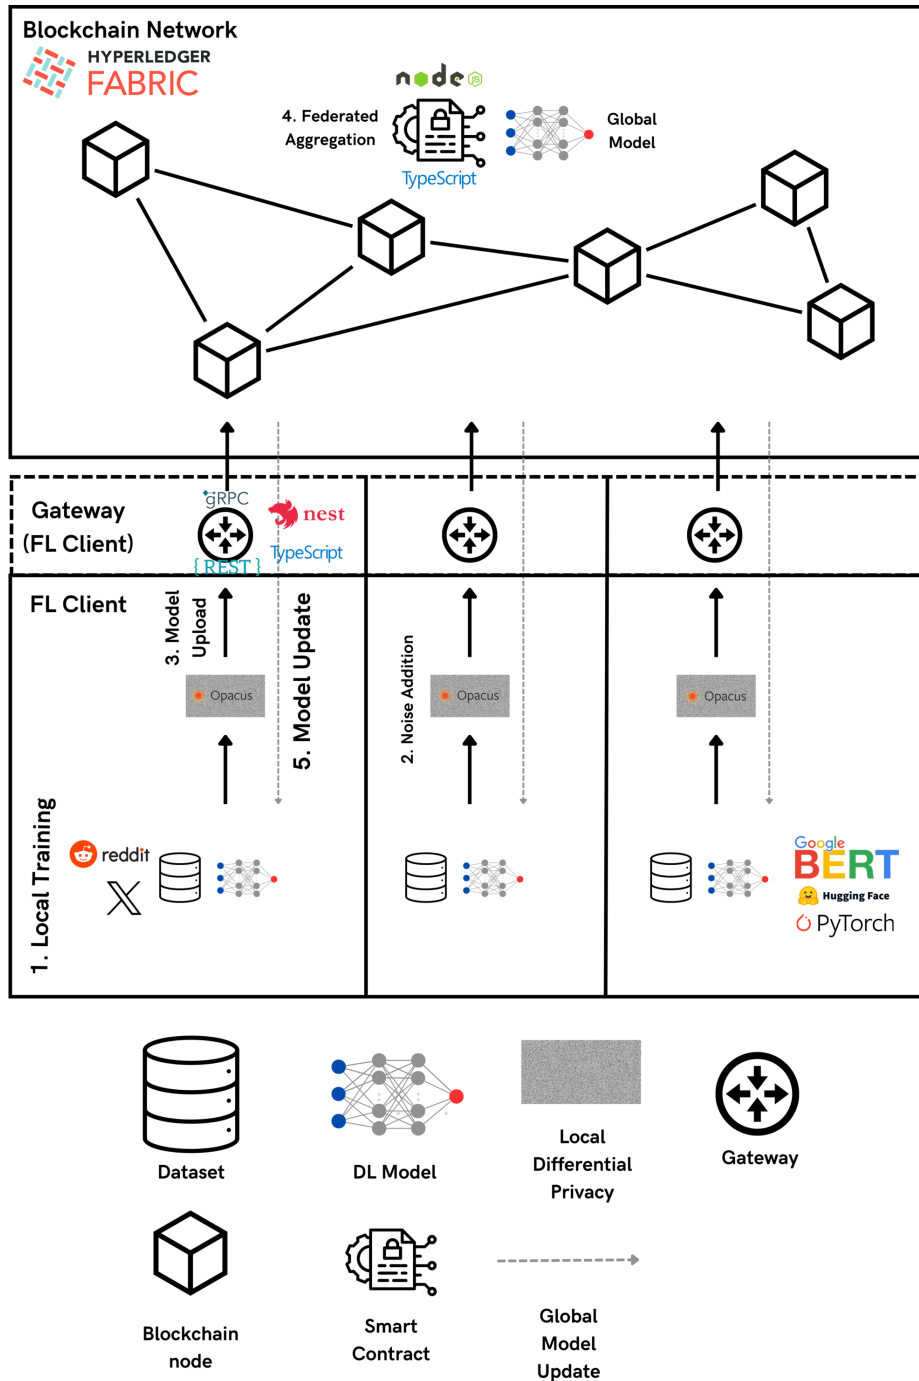 Blockchain Network
HYPERLEDGER
FABRIC
node
JS
4. Federated
Aggregation
TypeScript
Global
Model
Gateway
(FL Client)
gRPC
{ REST }
nest
TypeScript
FL Client
3. Model
Upload
Opacus
5. Model Update
2. Noise Addition
Opacus
Opacus
1. Local Training
reddit
X
Google
BERT
Hugging Face
PyTorch
Dataset
DL Model
Local
Differential
Privacy
Gateway
Blockchain
node
Smart
Contract
Global
Model
Update